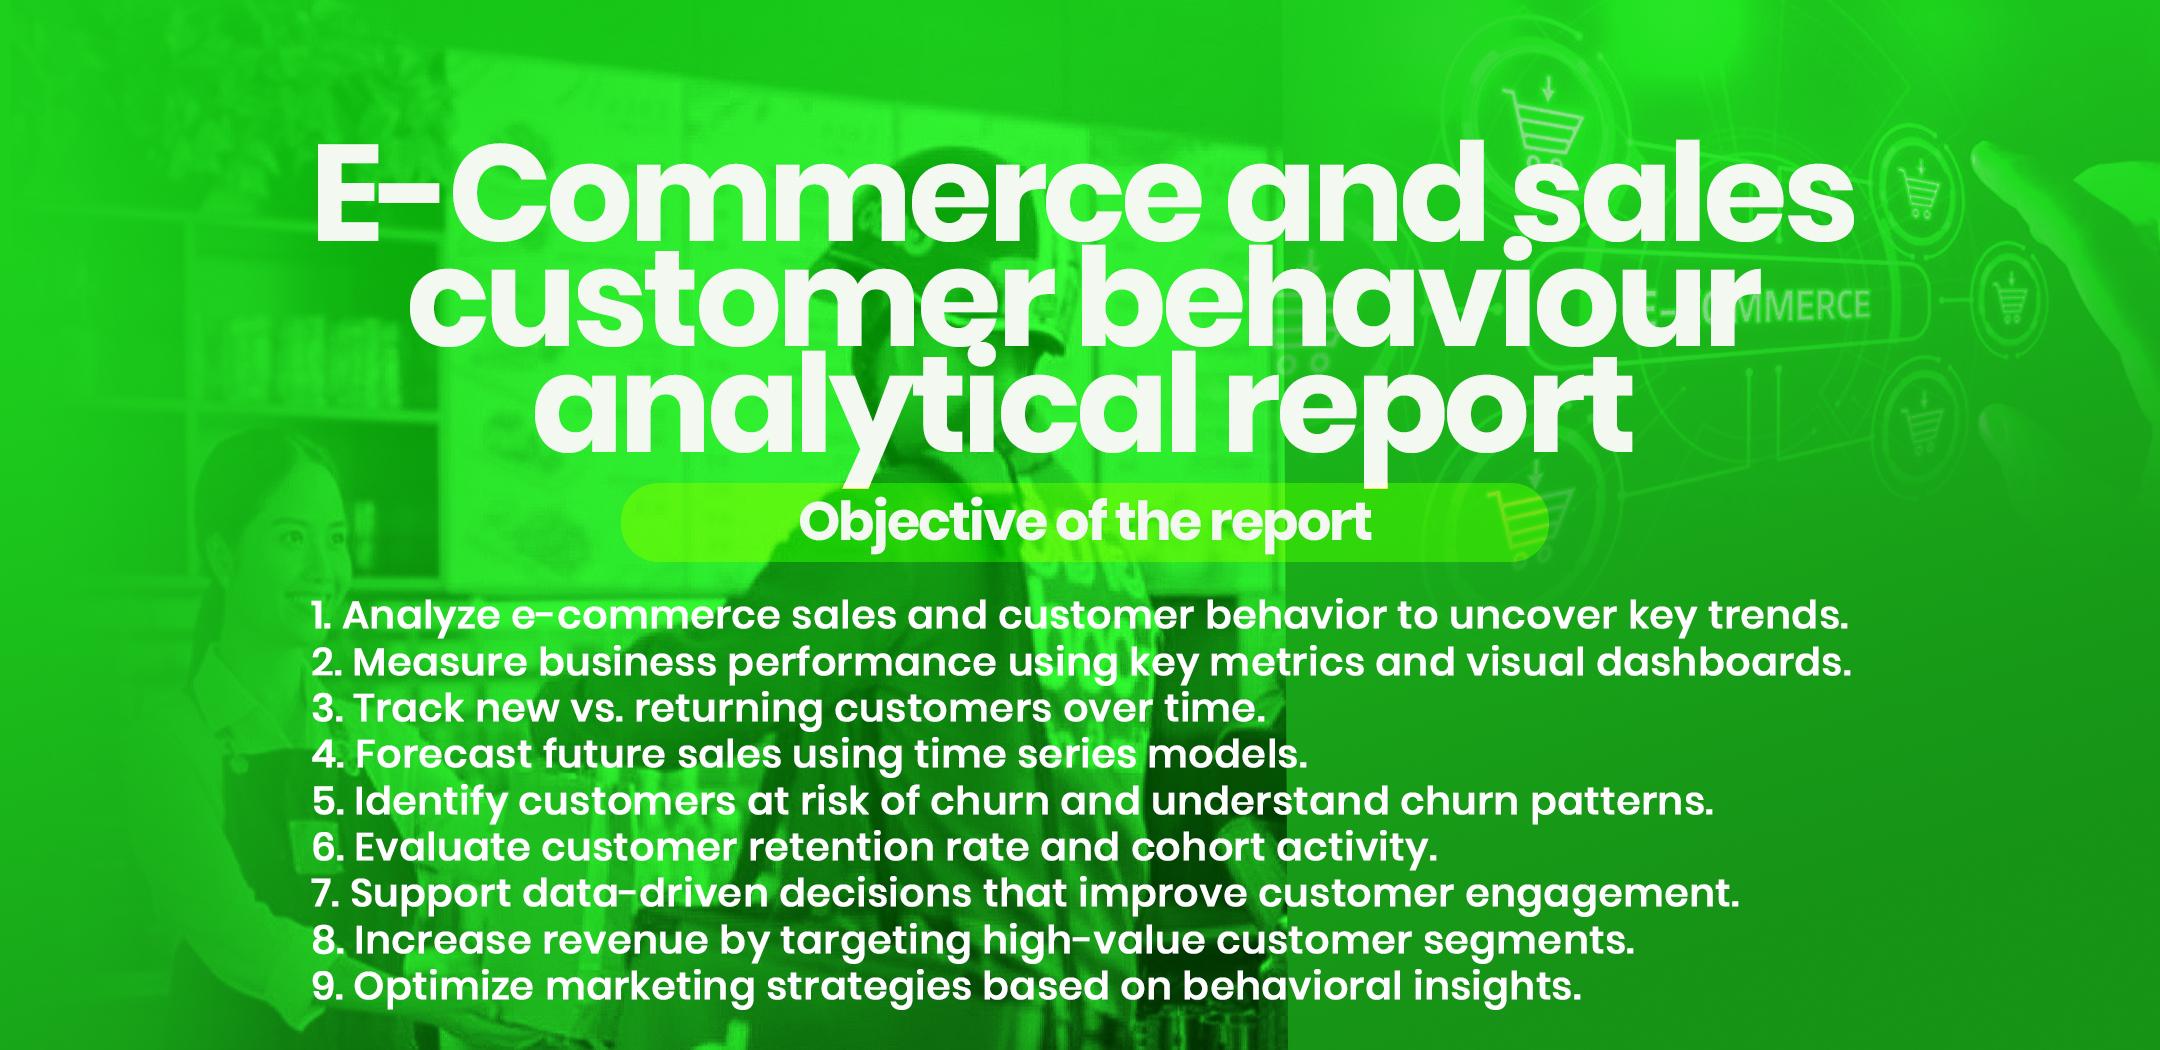 E-Commerce and sales
customer behaviour
analytical report
E-COMMERCE
Objective of the report
1. Analyze e-commerce sales and customer behavior to uncover key trends.
2. Measure business performance using key metrics and visual dashboards.
3. Track new vs. returning customers over time.
4. Forecast future sales using time series models.
5. Identify customers at risk of churn and understand churn patterns.
6. Evaluate customer retention rate and cohort activity.
7. Support data-driven decisions that improve customer engagement.
8. Increase revenue by targeting high-value customer segments.
9. Optimize marketing strategies based on behavioral insights.